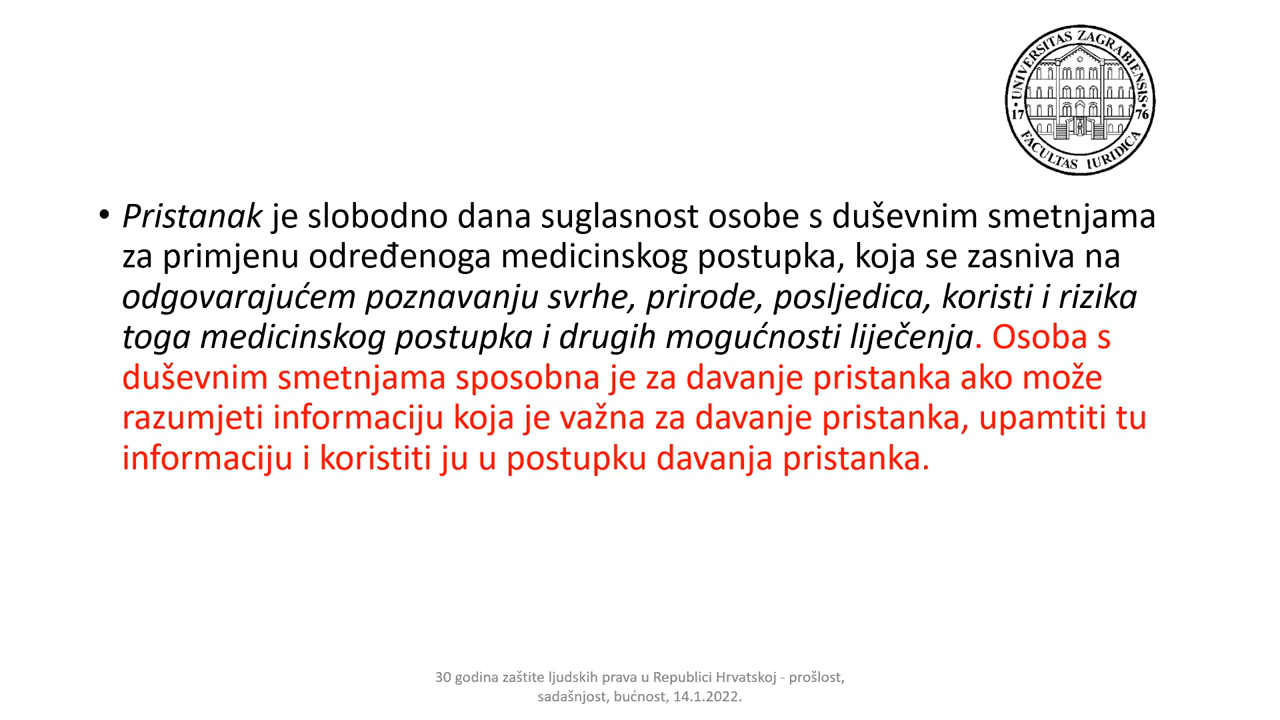 UNIVERSITAS ZAGRABIENSIS
17 76
FACULTAS IURIDICA
• Pristanak je slobodno dana suglasnost osobe s duševnim smetnjama
za primjenu određenoga medicinskog postupka, koja se zasniva na
odgovarajućem poznavanju svrhe, prirode, posljedica, koristi i rizika
toga medicinskog postupka i drugih mogućnosti liječenja. Osoba s
duševnim smetnjama sposobna je za davanje pristanka ako može
razumjeti informaciju koja je važna za davanje pristanka, upamtiti tu
informaciju i koristiti ju u postupku davanja pristanka.
30 godina zaštite ljudskih prava u Republici Hrvatskoj - prošlost,
sadašnjost, bućnost, 14.1.2022.